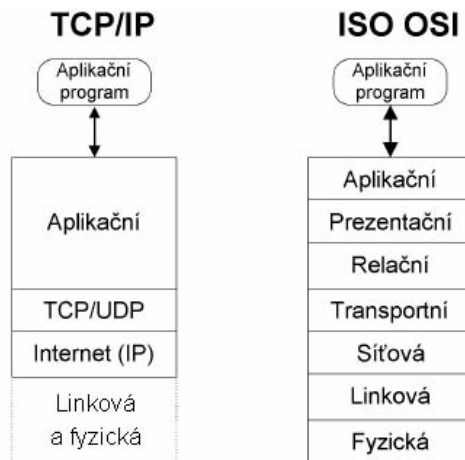 TCP/IP
Aplikační
program
Aplikační
TCP/UDP
Internet (IP)
Linková
a fyzická
ISO OSI
Aplikační
program
Aplikační
Prezentační
Relační
Transportní
Síťová
Linková
Fyzická